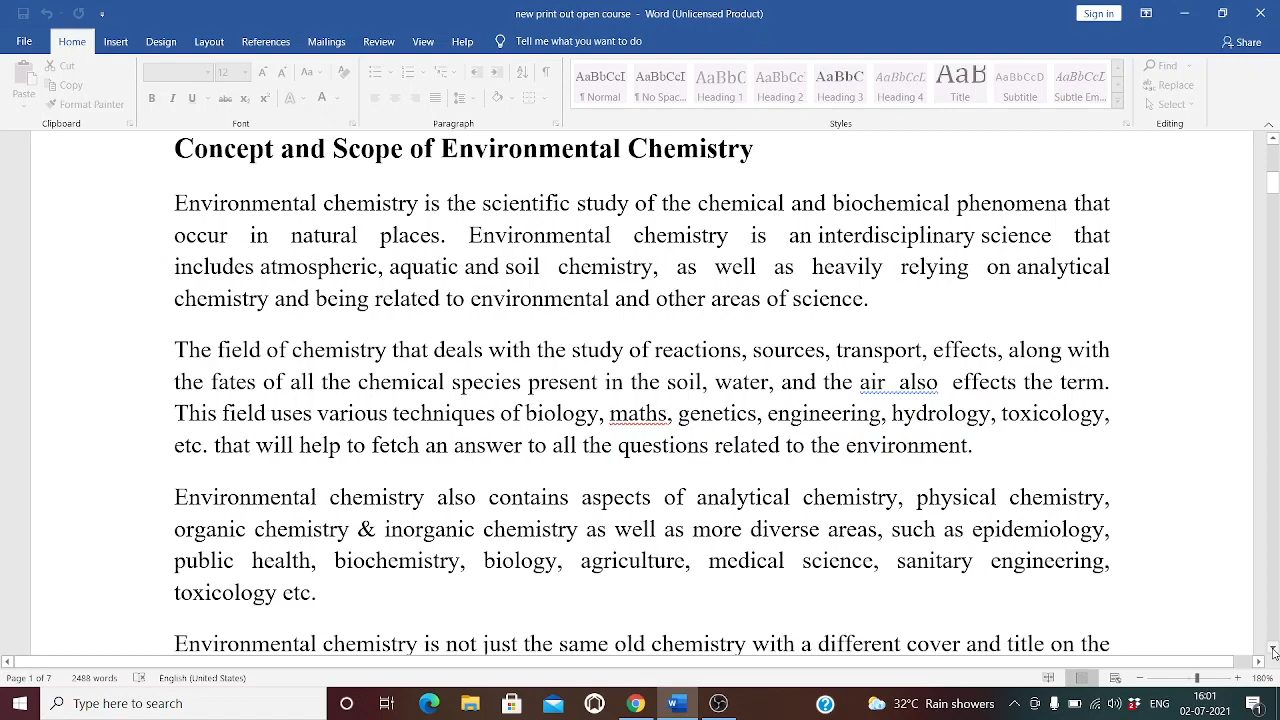 new print out open course - Word (Unlicensed Product)
Sign in
File Home Insert Design Layout References Mailings Review View Help Tell me what you want to do Share
Paste
Cut
Copy
Format Painter
Clipboard
12
Aa
B I U abc x₂ x²
A A
Font
Paragraph
AaBbCcI AaBbCcI AaBbC AaBbCc AaBbC AaBbCcI AaB AaBbCcD AaBbCcI
¶ Normal ¶ No Spac... Heading 1 Heading 2 Heading 3 Heading 4 Title Subtitle Subtle Em...
Styles
Find
Replace
Select
Editing
Concept and Scope of Environmental Chemistry
Environmental chemistry is the scientific study of the chemical and biochemical phenomena that
occur in natural places. Environmental chemistry is an interdisciplinary science that
includes atmospheric, aquatic and soil chemistry, as well as heavily relying on analytical
chemistry and being related to environmental and other areas of science.
The field of chemistry that deals with the study of reactions, sources, transport, effects, along with
the fates of all the chemical species present in the soil, water, and the air also effects the term.
This field uses various techniques of biology, maths, genetics, engineering, hydrology, toxicology,
etc. that will help to fetch an answer to all the questions related to the environment.
Environmental chemistry also contains aspects of analytical chemistry, physical chemistry,
organic chemistry & inorganic chemistry as well as more diverse areas, such as epidemiology,
public health, biochemistry, biology, agriculture, medical science, sanitary engineering,
toxicology etc.
Environmental chemistry is not just the same old chemistry with a different cover and title on the
Page 1 of 7 2488 words English (United States) 180%
Type here to search
32°C Rain showers
ENG
16:01
02-07-2021